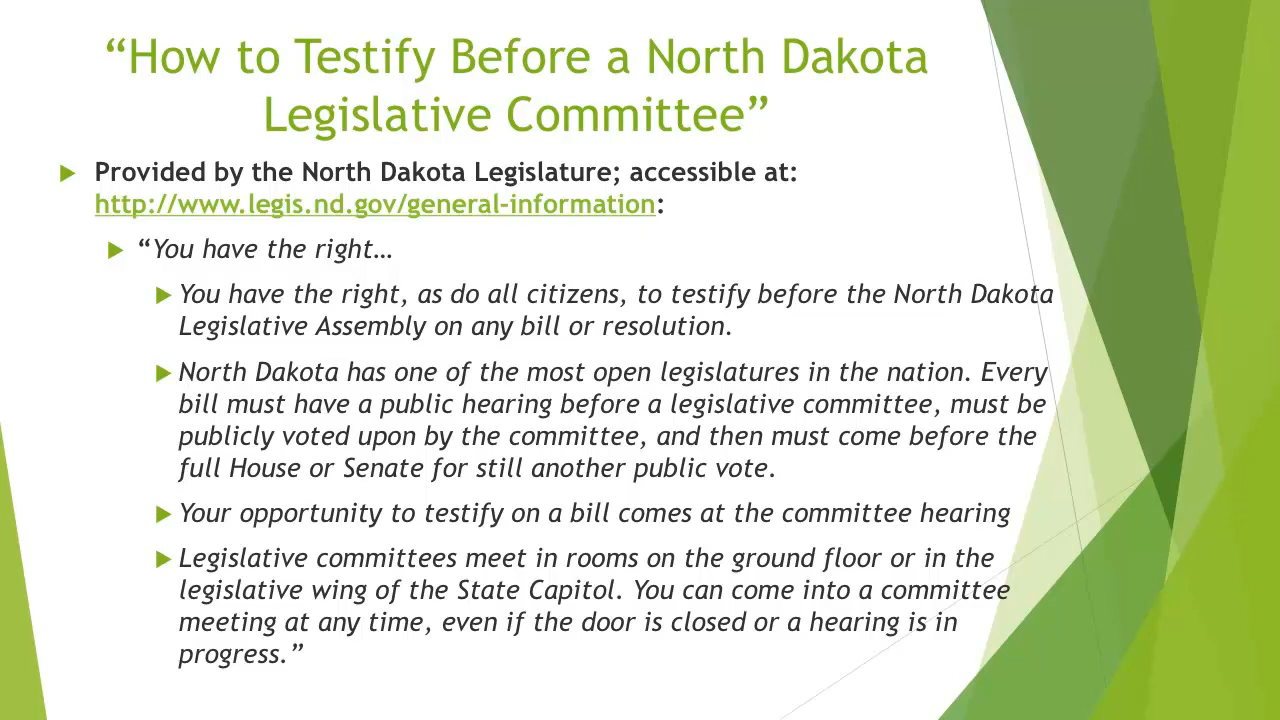 “How to Testify Before a North Dakota
Legislative Committee”
Provided by the North Dakota Legislature; accessible at:
http://www.legis.nd.gov/general-information:
“You have the right…
You have the right, as do all citizens, to testify before the North Dakota
Legislative Assembly on any bill or resolution.
North Dakota has one of the most open legislatures in the nation. Every
bill must have a public hearing before a legislative committee, must be
publicly voted upon by the committee, and then must come before the
full House or Senate for still another public vote.
Your opportunity to testify on a bill comes at the committee hearing
Legislative committees meet in rooms on the ground floor or in the
legislative wing of the State Capitol. You can come into a committee
meeting at any time, even if the door is closed or a hearing is in
progress.”